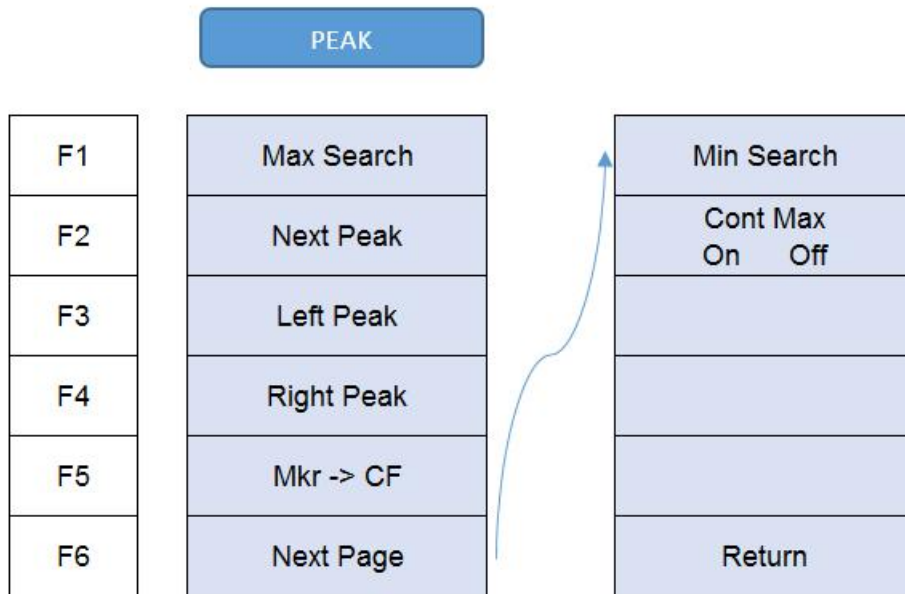 PEAK
F1 Max Search Min Search
F2 Next Peak Cont Max
On Off
F3 Left Peak
F4 Right Peak
F5 Mkr -> CF
F6 Next Page Return